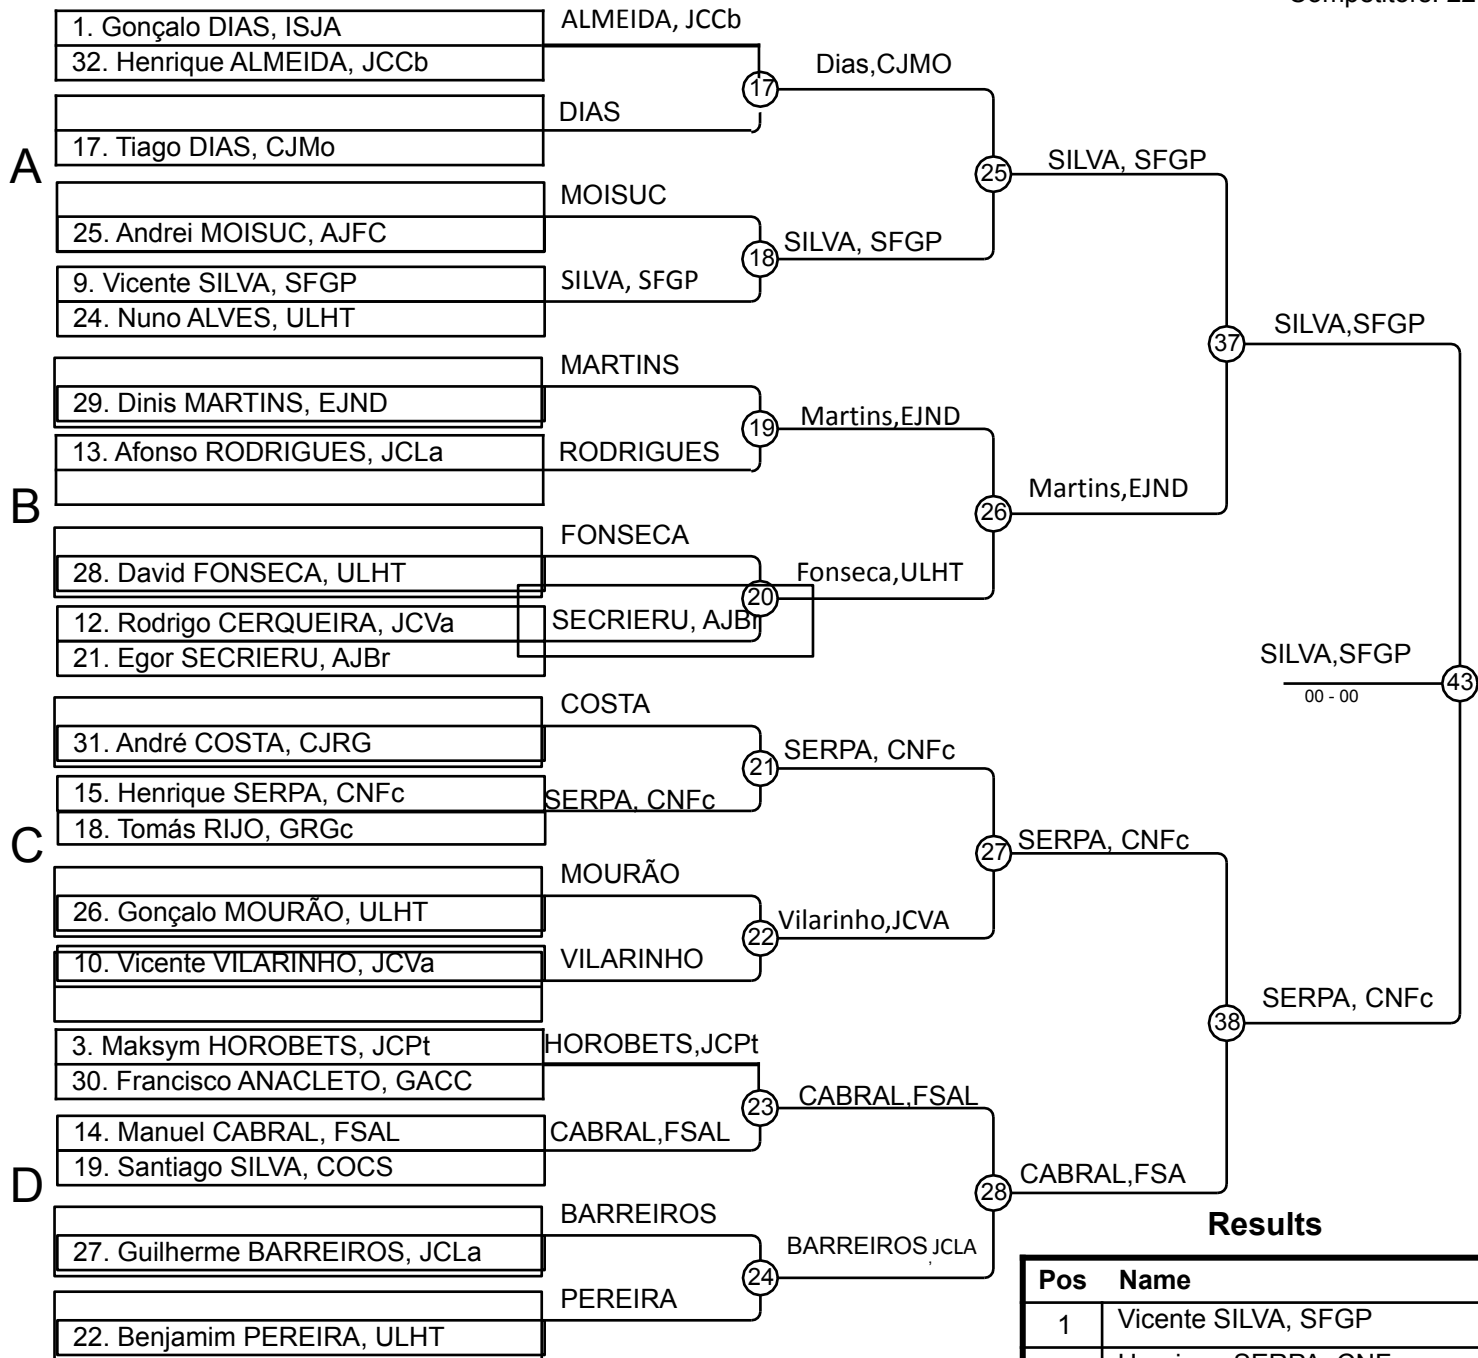 ALMEIDA, JCCb
1. Gonçalo DIAS, ISJA
32. Henrique ALMEIDA, JCCb
Dias,CJMO
17
DIAS
17. Tiago DIAS, CJMo
A
SILVA, SFGP
25
MOISUC
25. Andrei MOISUC, AJFC
SILVA, SFGP
18
9. Vicente SILVA, SFGP
SILVA, SFGP
24. Nuno ALVES, ULHT
SILVA,SFGP
37
MARTINS
29. Dinis MARTINS, EJND
Martins,EJND
19
13. Afonso RODRIGUES, JCLa
RODRIGUES
Martins,EJND
B
26
FONSECA
28. David FONSECA, ULHT
Fonseca,ULHT
20
12. Rodrigo CERQUEIRA, JCVa
SECRIERU, AJBr
21. Egor SECRIERU, AJBr
SILVA,SFGP
43
00 - 00
COSTA
31. André COSTA, CJRG
SERPA, CNFc
21
15. Henrique SERPA, CNFc
SERPA, CNFc
18. Tomás RIJO, GRGc
C
SERPA, CNFc
27
MOURÃO
26. Gonçalo MOURÃO, ULHT
Vilarinho,JCVA
22
10. Vicente VILARINHO, JCVa
VILARINHO
SERPA, CNFc
38
3. Maksym HOROBETS, JCPt
HOROBETS,JCPt
30. Francisco ANACLETO, GACC
CABRAL,FSAL
23
14. Manuel CABRAL, FSAL
CABRAL,FSAL
19. Santiago SILVA, COCS
D
CABRAL,FSA
28
BARREIROS
27. Guilherme BARREIROS, JCLa
BARREIROS, JCLA
24
PEREIRA
22. Benjamim PEREIRA, ULHT
Results
Pos Name
1 Vicente SILVA, SFGP